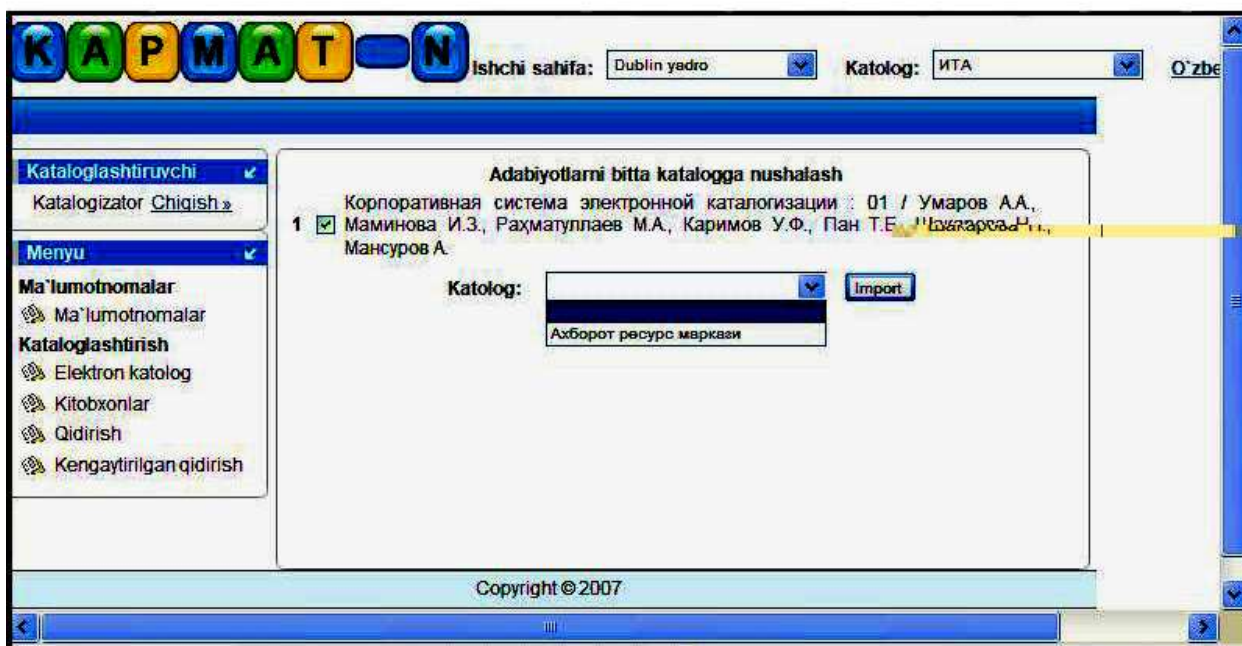 КАРМАТ-N
Ishchi sahifa: Dublin yadro Katolog: ИТА O`zbe
Kataloglashtiruvchi
Katalogizator Chiqish »
Menyu
Ma`lumotnomalar
Ma`lumotnomalar
Kataloglashtirish
Elektron katolog
Kitobxonlar
Qidirish
Kengaytirilgan qidirish
Adabiyotlarni bitta katalogga nushalash
Корпоративная система электронной каталогизации : 01 / Умаров А.А.,
1 Маминова И.З., Рахматуллаев М.А., Каримов У.Ф., Пан Т.Е.,
Мансуров А.
Katolog: Import
Ахборот ресурс маркази
Copyright © 2007